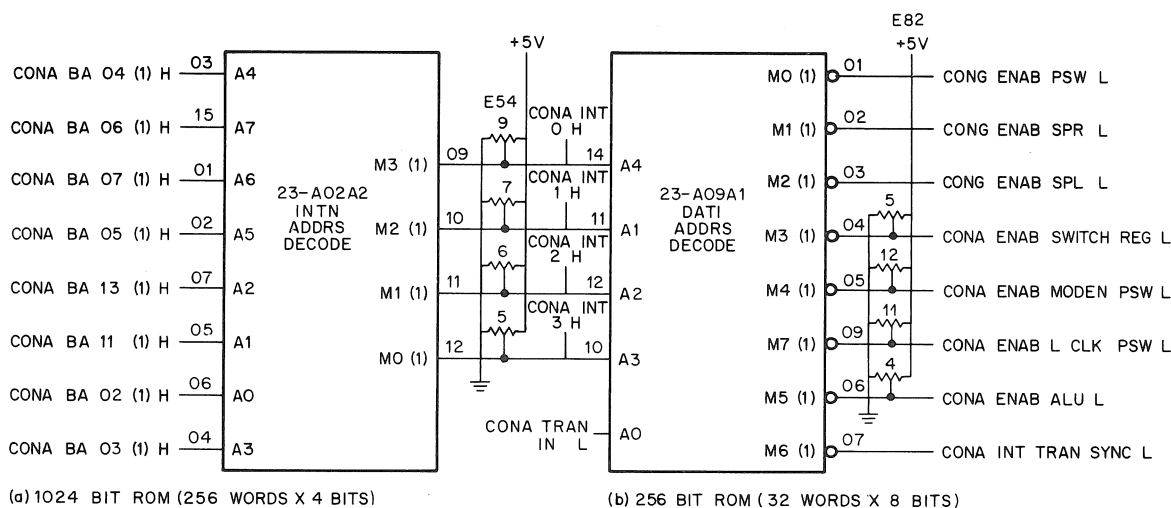 CONA BA 04 (1) H 03 A4
CONA BA 06 (1) H 15 A7
CONA BA 07 (1) H 01 A6
CONA BA 05 (1) H 02 A5
CONA BA 13 (1) H 07 A2
CONA BA 11 (1) H 05 A1
CONA BA 02 (1) H 06 A0
CONA BA 03 (1) H 04 A3
23-A02A2
INTN
ADDRS
DECODE
M3 (1) 09
M2 (1) 10
M1 (1) 11
M0 (1) 12
+5V
E54
9
7
6
5
CONA INT
0 H
CONA INT
1 H
CONA INT
2 H
CONA INT
3 H
CONA TRAN
IN L
14 A4
11 A1
12 A2
10 A3
A0
23-A09A1
DATI
ADDRS
DECODE
E82
+5V
M0 (1) 01 CONG ENAB PSW L
M1 (1) 02 CONG ENAB SPR L
M2 (1) 03 CONG ENAB SPL L
5
M3 (1) 04 CONA ENAB SWITCH REG L
12
M4 (1) 05 CONA ENAB MODEN PSW L
11
M7 (1) 09 CONA ENAB L CLK PSW L
4
M5 (1) 06 CONA ENAB ALU L
M6 (1) 07 CONA INT TRAN SYNC L
(a) 1024 BIT ROM (256 WORDS X 4 BITS)
(b) 256 BIT ROM (32 WORDS X 8 BITS)